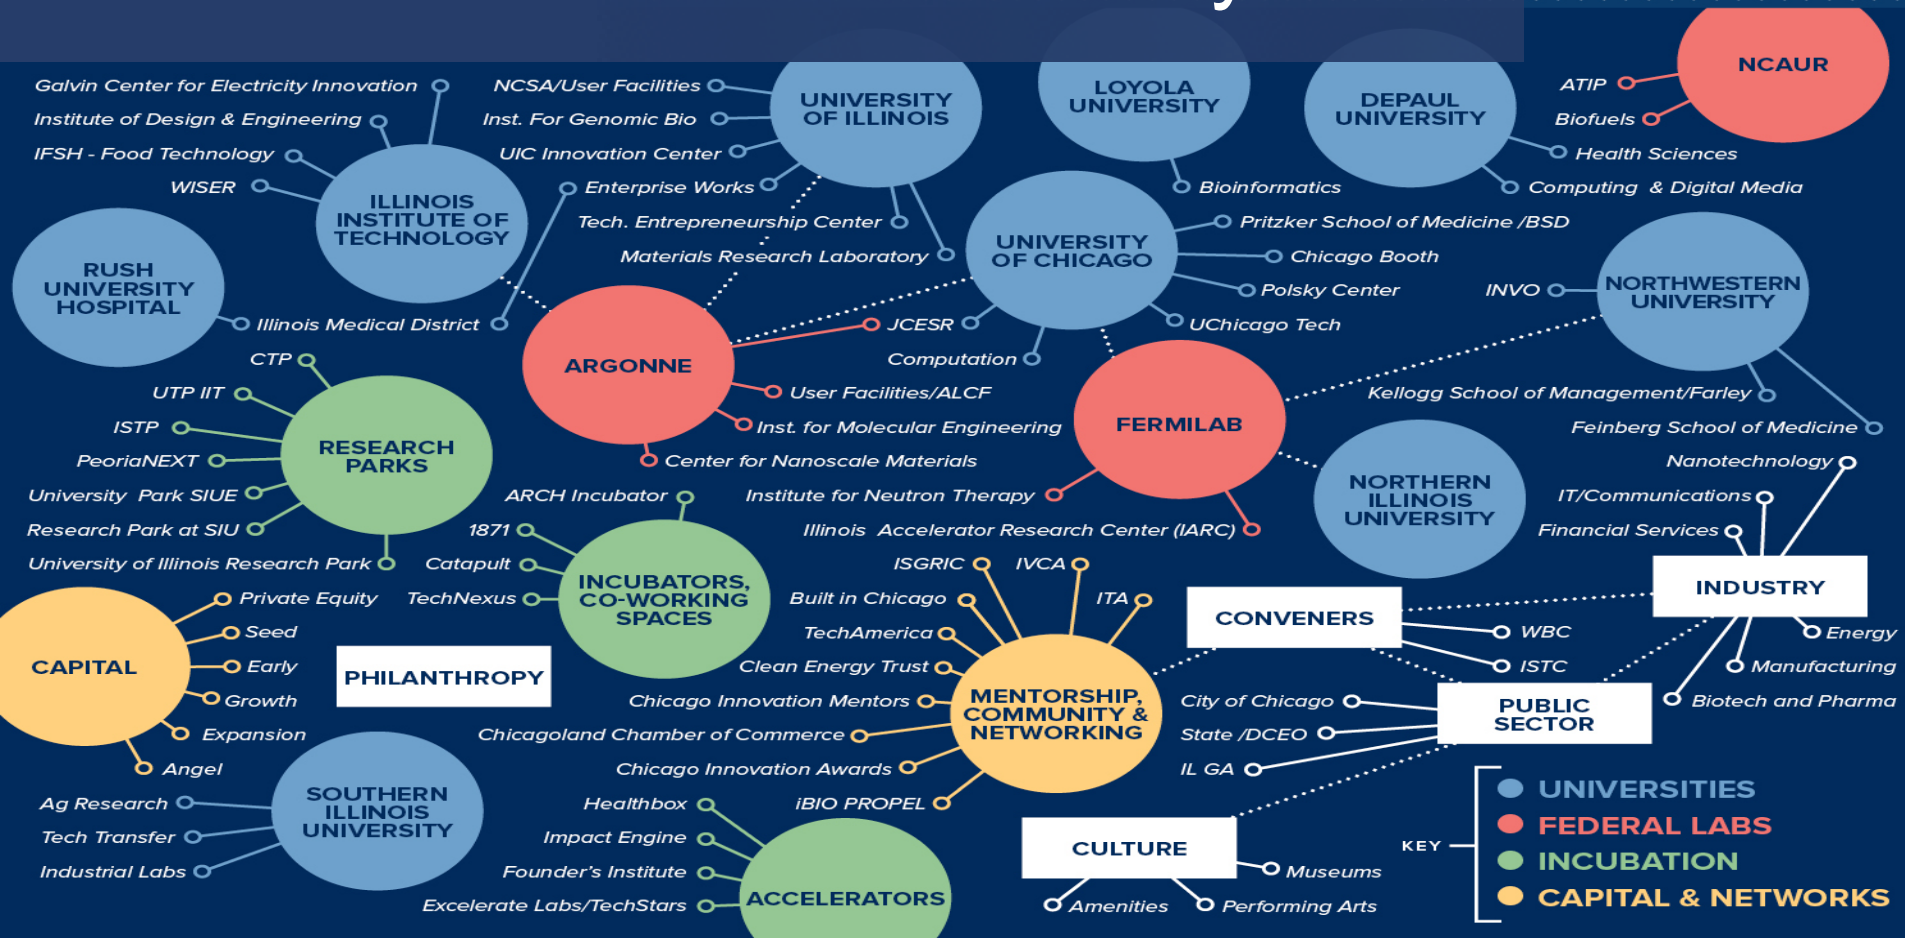 Galvin Center for Electricity Innovation
Institute of Design & Engineering
IFSH - Food Technology
WISER
ILLINOIS
INSTITUTE OF
TECHNOLOGY
NCSA/User Facilities
Inst. For Genomic Bio
UIC Innovation Center
Enterprise Works
Tech. Entrepreneurship Center
Materials Research Laboratory
UNIVERSITY
OF ILLINOIS
LOYOLA
UNIVERSITY
Bioinformatics
DEPAUL
UNIVERSITY
Health Sciences
Computing & Digital Media
NCAUR
ATIP
Biofuels
RUSH
UNIVERSITY
HOSPITAL
Illinois Medical District
UNIVERSITY
OF CHICAGO
Pritzker School of Medicine /BSD
Chicago Booth
Polsky Center
UChicago Tech
JCESR
Computation
NORTHWESTERN
UNIVERSITY
INVO
Kellogg School of Management/Farley
Feinberg School of Medicine
ARGONNE
User Facilities/ALCF
Inst. for Molecular Engineering
Center for Nanoscale Materials
FERMILAB
Institute for Neutron Therapy
Illinois Accelerator Research Center (IARC)
NORTHERN
ILLINOIS
UNIVERSITY
CTP
UTP IIT
ISTP
PeoriaNEXT
University Park SIUE
Research Park at SIU
University of Illinois Research Park
RESEARCH
PARKS
ARCH Incubator
1871
Catapult
TechNexus
INCUBATORS,
CO-WORKING
SPACES
Nanotechnology
IT/Communications
Financial Services
INDUSTRY
Energy
Manufacturing
Biotech and Pharma
CONVENERS
WBC
ISTC
CAPITAL
Private Equity
Seed
Early
Growth
Expansion
Angel
PHILANTHROPY
ISGRIC
IVCA
Built in Chicago
ITA
TechAmerica
Clean Energy Trust
Chicago Innovation Mentors
Chicagoland Chamber of Commerce
Chicago Innovation Awards
iBIO PROPEL
MENTORSHIP,
COMMUNITY &
NETWORKING
City of Chicago
State /DCEO
IL GA
PUBLIC
SECTOR
Ag Research
Tech Transfer
Industrial Labs
SOUTHERN
ILLINOIS
UNIVERSITY
Healthbox
Impact Engine
Founder's Institute
Excelerate Labs/TechStars
ACCELERATORS
CULTURE
Museums
Amenities
Performing Arts
KEY
UNIVERSITIES
FEDERAL LABS
INCUBATION
CAPITAL & NETWORKS